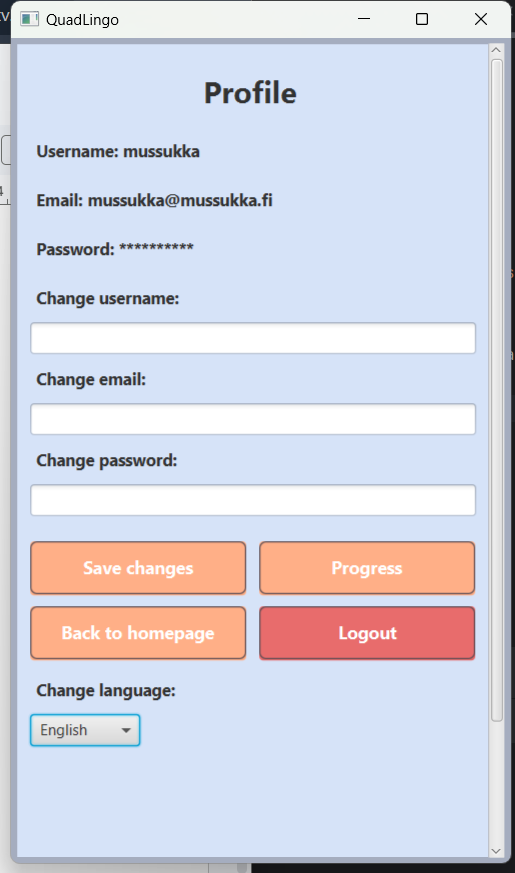 QuadLingo
Profile
Username: mussukka
Email: mussukka@mussukka.fi
Password: **********
Change username:
Change email:
Change password:
Save changes
Progress
Back to homepage
Logout
Change language:
English